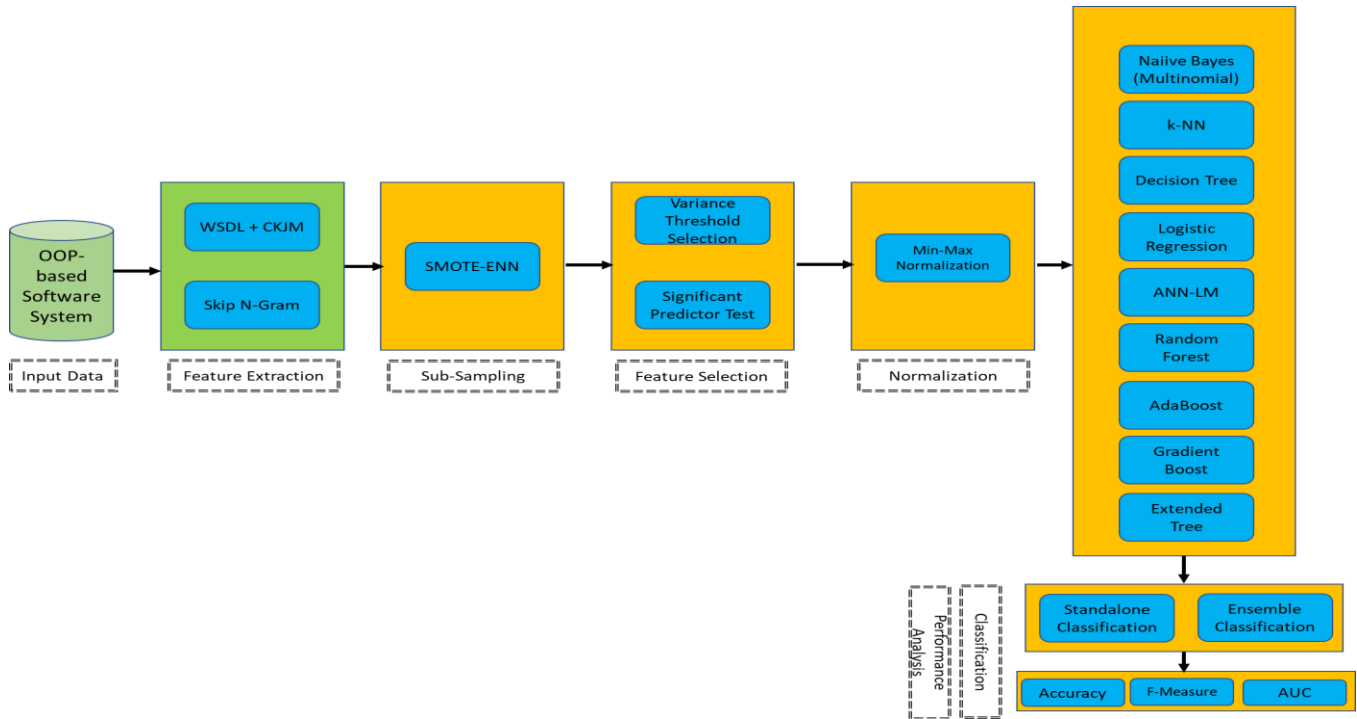 OOP-
based
Software
System
Input Data
WSDL + CKJM
Skip N-Gram
Feature Extraction
SMOTE-ENN
Sub-Sampling
Variance
Threshold
Selection
Significant
Predictor Test
Feature Selection
Min-Max
Normalization
Normalization
Naiive Bayes
(Multinomial)
k-NN
Decision Tree
Logistic
Regression
ANN-LM
Random
Forest
AdaBoost
Gradient
Boost
Extended
Tree
Classification
Standalone
Classification
Ensemble
Classification
Performance
Analysis
Accuracy
F-Measure
AUC